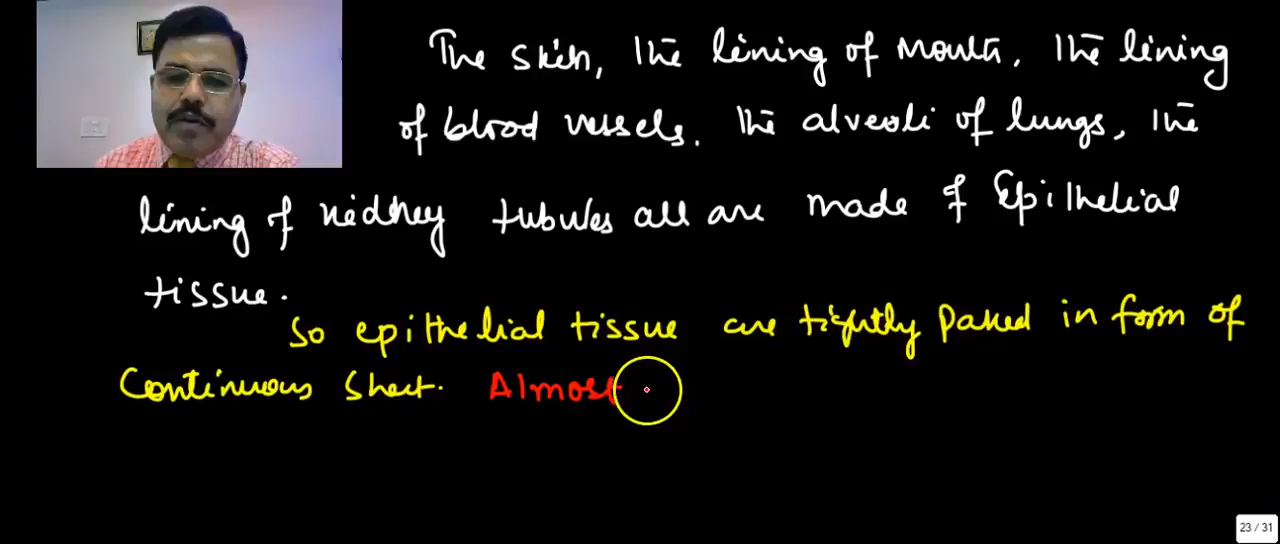 The skin, the lining of mouth. the lining
of blood vessels. the alveoli of lungs, the
lining of kidney tubules all are made of Epithelial
tissue.
So epithelial tissue are tightly Paked in form of
Continuous Sheet. Almost
23 / 31